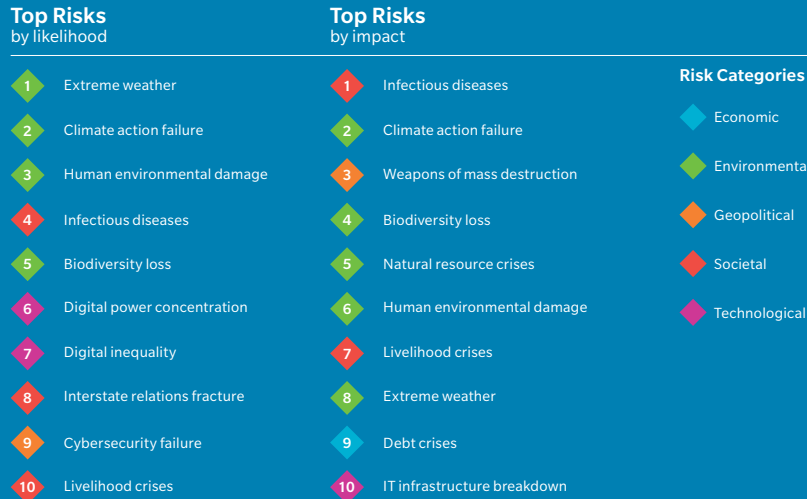 Top Risks
by likelihood
1 Extreme weather
2 Climate action failure
3 Human environmental damage
4 Infectious diseases
5 Biodiversity loss
6 Digital power concentration
7 Digital inequality
8 Interstate relations fracture
9 Cybersecurity failure
10 Livelihood crises
Top Risks
by impact
1 Infectious diseases
2 Climate action failure
3 Weapons of mass destruction
4 Biodiversity loss
5 Natural resource crises
6 Human environmental damage
7 Livelihood crises
8 Extreme weather
9 Debt crises
10 IT infrastructure breakdown
Risk Categories
Economic
Environmenta
Geopolitical
Societal
Technological